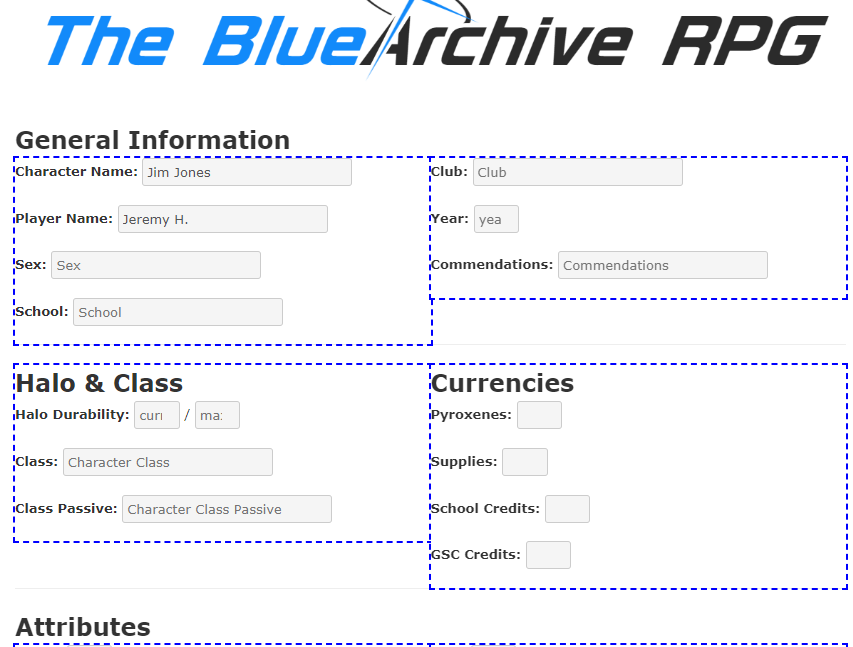 The BlueArchive RPG
General Information
Character Name: Jim Jones
Player Name: Jeremy H.
Sex: Sex
School: School
Club: Club
Year: yea
Commendations: Commendations
Halo & Class
Halo Durability: curr / ma
Class: Character Class
Class Passive: Character Class Passive
Currencies
Pyroxenes:
Supplies:
School Credits:
GSC Credits:
Attributes